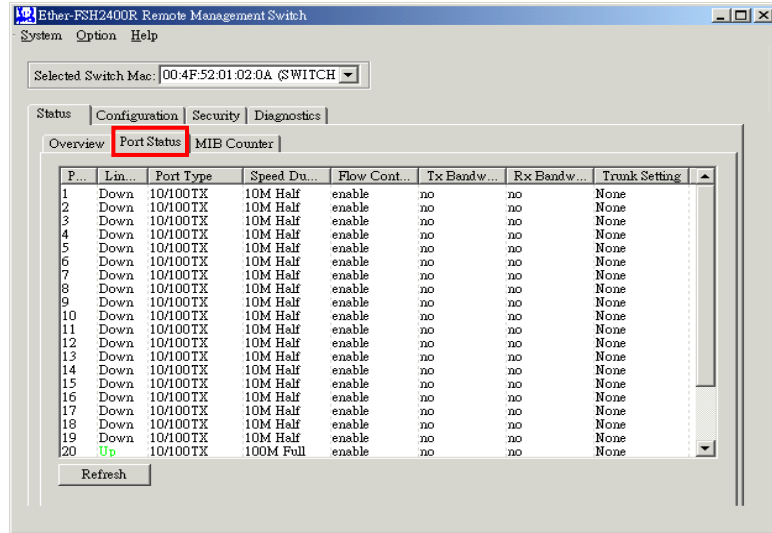 Ether-FSH2400R Remote Management Switch
System Option Help
Selected Switch Mac: 00:4F:52:01:02:0A (SWITCH
Status Configuration Security Diagnostics
Overview Port Status MIB Counter
P... Lin... Port Type Speed Du... Flow Cont... Tx Bandw... Rx Bandw... Trunk Setting
1 Down 10/100TX 10M Half enable no no None
2 Down 10/100TX 10M Half enable no no None
3 Down 10/100TX 10M Half enable no no None
4 Down 10/100TX 10M Half enable no no None
5 Down 10/100TX 10M Half enable no no None
6 Down 10/100TX 10M Half enable no no None
7 Down 10/100TX 10M Half enable no no None
8 Down 10/100TX 10M Half enable no no None
9 Down 10/100TX 10M Half enable no no None
10 Down 10/100TX 10M Half enable no no None
11 Down 10/100TX 10M Half enable no no None
12 Down 10/100TX 10M Half enable no no None
13 Down 10/100TX 10M Half enable no no None
14 Down 10/100TX 10M Half enable no no None
15 Down 10/100TX 10M Half enable no no None
16 Down 10/100TX 10M Half enable no no None
17 Down 10/100TX 10M Half enable no no None
18 Down 10/100TX 10M Half enable no no None
19 Down 10/100TX 10M Half enable no no None
20 Up 10/100TX 100M Full enable no no None
Refresh